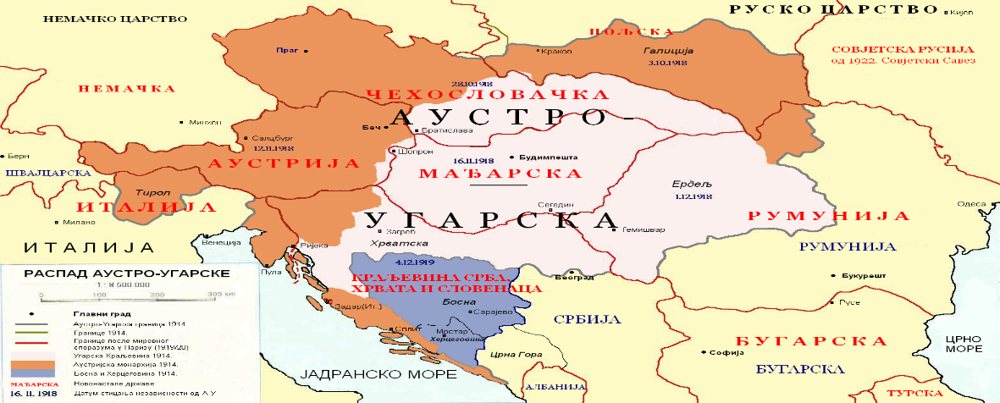 НЕМАЧКО ЦАРСТВО
РУСКО ЦАРСТВО
Кијев
ПОЉСКА
Праг
Краков
Галиција
3.10.1918
СОВЈЕТСКА РУСИЈА
од 1922. Совјетски Савез
НЕМАЧКА
28.10.1918
ЧЕХОСЛОВАЧКА
АУСТРО-
Минхен
Беч
Братислава
Салцбург
12.11.1918
Берн
Шопрон
16.11.1918
Будимпешта
АУСТРИЈА
МАЂАРСКА
ШВАЈЦАРСКА
Тирол
Ердељ
1.12.1918
ИТАЛИЈА
Сегедин
Одеса
УГАРСКА
РУМУНИЈА
Милано
Загреб
Темишвар
Венеција
Ријека
Хрватска
ИТАЛИЈА
РУМУНИЈА
4.12.1919
Пула
КРАЉЕВИНА СРБА,
ХРВАТА И СЛОВЕНАЦА
Београд
Букурешт
Босна
Русе
Задар(Ит.)
Сарајево
СРБИЈА
Сплит
Мостар
Херцеговина
БУГАРСКА
ЦРНО
МОРЕ
Црна Гора
Софија
БУГАРСКА
ЈАДРАНСКО МОРЕ
АЛБАНИЈА
ТУРСКА
РАСПАД АУСТРО-УГАРСКЕ
1 : 8 500 000
0 100 200 300 km
Главни град
Аустро-Угарска граница 1914.
Границе 1914.
Границе после мировног
споразума у Паризу (1919/20)
Угарска Краљевина 1914.
Аустријска монархија 1914.
Босна и Херцеговина 1914.
МАЂАРСКА Новонастале државе
16. 11. 1918 Датум стицања независности од А-У